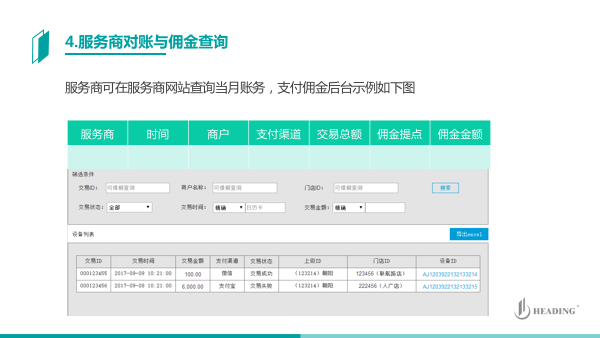 4.服务商对账与佣金查询
服务商可在服务商网站查询当月账务，支付佣金后台示例如下图
服务商 时间 商户 支付渠道 交易总额 佣金提点 佣金金额
筛选条件
交易ID: 可模糊查询 商户名称: 可模糊查询 门店ID: 可模糊查询 搜索
交易状态: 全部 交易时间: 精确 日历卡 交易金额: 精确
设备列表 导出excel
交易ID 交易时间 交易金额 支付渠道 交易状态 上级ID 门店ID 设备ID
000123455 2017-09-09 10:21:00 100.00 微信 交易成功 （123214）朝阳 123456（联航路店） AJ1203922132133214
000123456 2017-09-08 10:21:00 6,000.00 支付宝 交易失败 （123214）朝阳 222456（人广店） AJ1203922132133215
HEADING